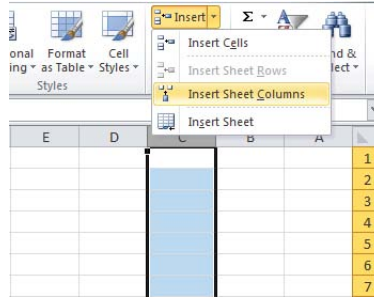 Insert
Σ
Insert Cells
Insert Sheet Rows
Insert Sheet Columns
Insert Sheet
onal Format Cell
ing as Table Styles
Styles
nd &
lect
E D C B A
1
2
3
4
5
6
7